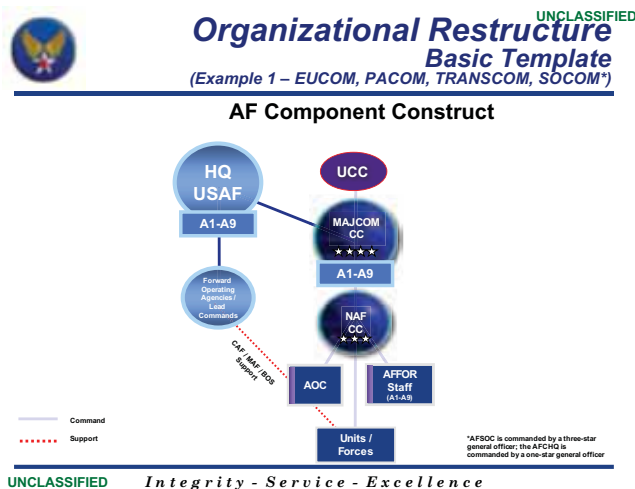 UNCLASSIFIED
Organizational Restructure
Basic Template
(Example 1 – EUCOM, PACOM, TRANSCOM, SOCOM*)
AF Component Construct
HQ
USAF
A1-A9
UCC
MAJCOM
CC
A1-A9
Forward
Operating
Agencies /
Lead
Commands
NAF
CC
CAF / MAF /BOS
Support
AOC
AFFOR
Staff
(A1-A9)
Units /
Forces
Command
Support
*AFSOC is commanded by a three-star
general officer; the AFCHQ is
commanded by a one-star general officer
UNCLASSIFIED
Integrity - Service - Excellence